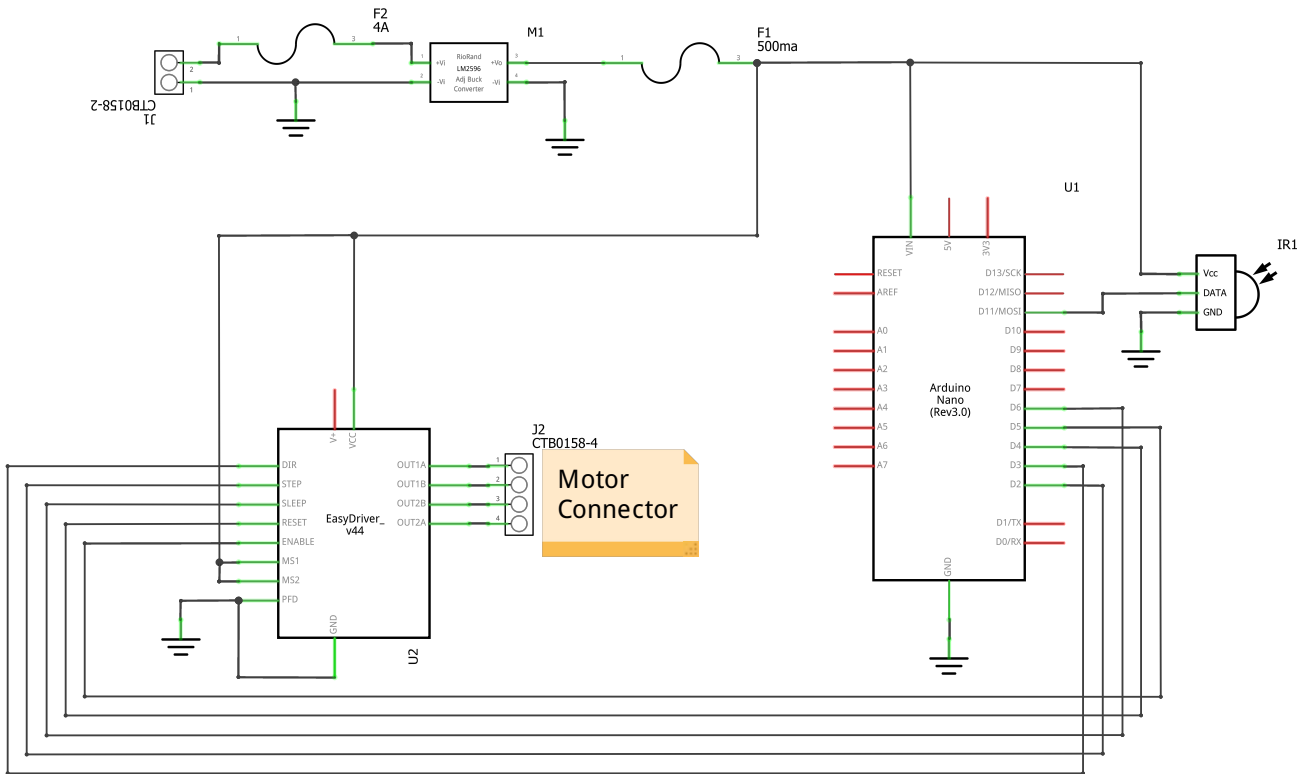 F2
4A
1
3
M1
F1
500ma
1
3
2
1
CTB0158-2
J1
1
+Vi
2
-Vi
RioRand
LM2596
Adj Buck
Converter
+Vo
3
-Vi
4
U1
VIN
5V
3V3
RESET
AREF
A0
A1
A2
A3
A4
A5
A6
A7
Arduino
Nano
(Rev3.0)
D13/SCK
D12/MISO
D11/MOSI
D10
D9
D8
D7
D6
D5
D4
D3
D2
D1/TX
D0/RX
GND
IR1
Vcc
DATA
GND
V+
VCC
DIR
STEP
SLEEP
RESET
ENABLE
MS1
MS2
PFD
EasyDriver_
v44
OUT1A
OUT1B
OUT2B
OUT2A
GND
U2
J2
CTB0158-4
1
2
3
4
Motor
Connector